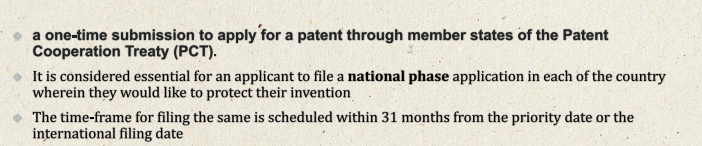 a one-time submission to apply for a patent through member states of the Patent
Cooperation Treaty (PCT).
It is considered essential for an applicant to file a national phase application in each of the country
wherein they would like to protect their invention
The time-frame for filing the same is scheduled within 31 months from the priority date or the
international filing date